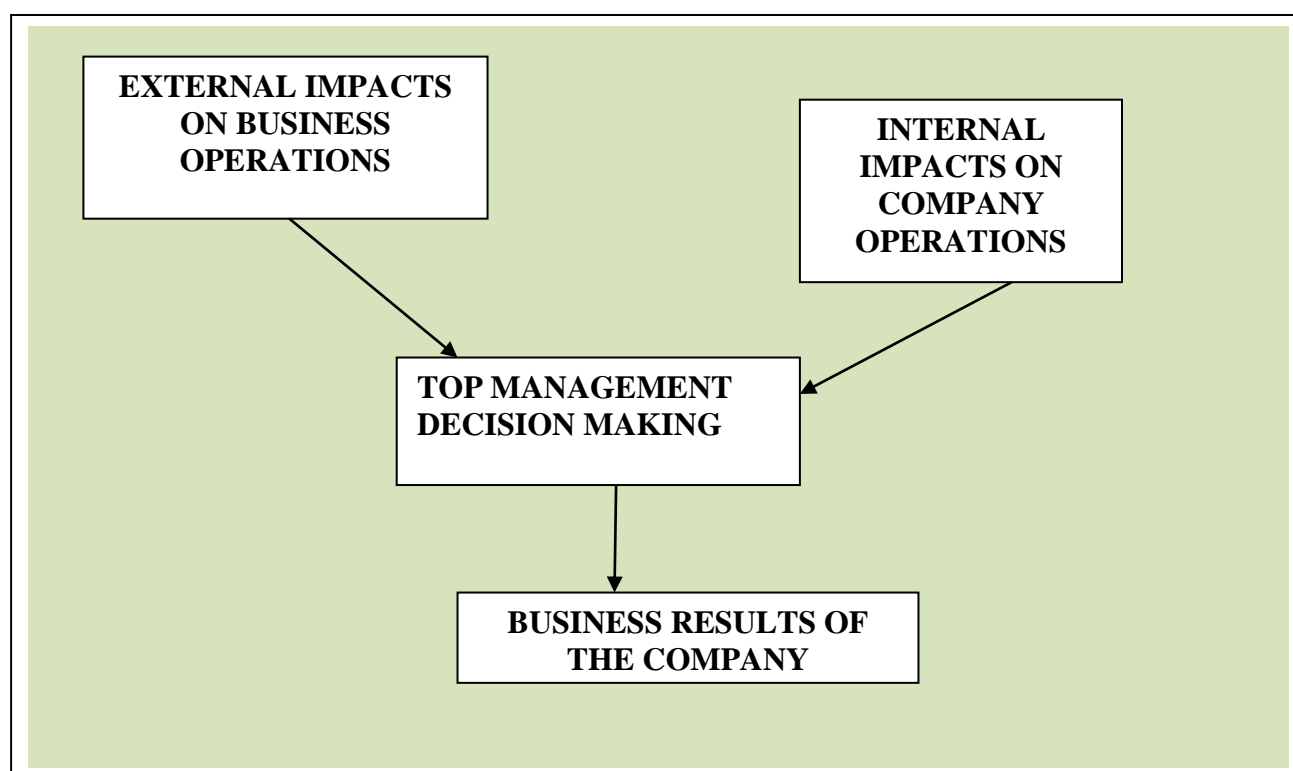 EXTERNAL IMPACTS
ON BUSINESS
OPERATIONS
INTERNAL
IMPACTS ON
COMPANY
OPERATIONS
TOP MANAGEMENT
DECISION MAKING
BUSINESS RESULTS OF
THE COMPANY